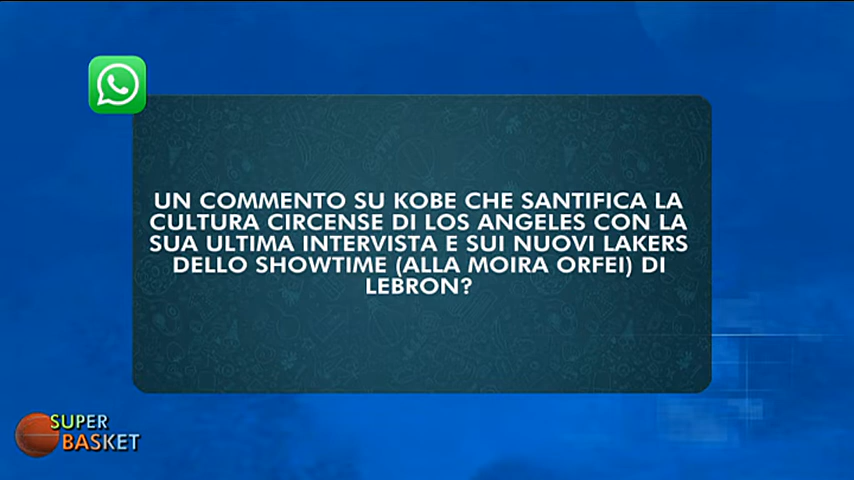 UN COMMENTO SU KOBE CHE SANTIFICA LA
CULTURA CIRCENSE DI LOS ANGELES CON LA
SUA ULTIMA INTERVISTA E SUI NUOVI LAKERS
DELLO SHOWTIME (ALLA MOIRA ORFEI) DI
LEBRON?
SUPER
BASKET